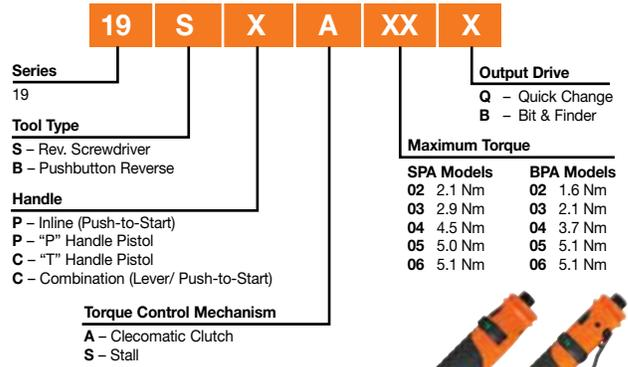 19 S X A XX X
Series
19
Tool Type
S – Rev. Screwdriver
B – Pushbutton Reverse
Handle
P – Inline (Push-to-Start)
P – “P” Handle Pistol
C – “T” Handle Pistol
C – Combination (Lever/ Push-to-Start)
Torque Control Mechanism
A – Clecomatic Clutch
S – Stall
Output Drive
Q – Quick Change
B – Bit & Finder
Maximum Torque
SPA Models BPA Models
02 2.1 Nm 02 1.6 Nm
03 2.9 Nm 03 2.1 Nm
04 4.5 Nm 04 3.7 Nm
05 5.0 Nm 05 5.1 Nm
06 5.1 Nm 06 5.1 Nm